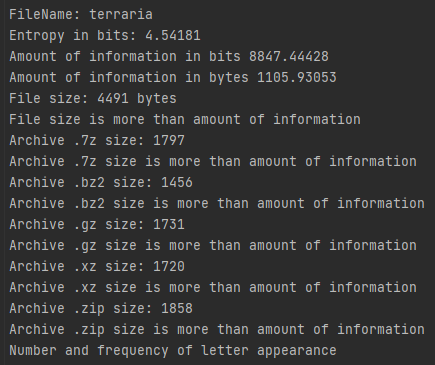 FileName: terraria
Entropy in bits: 4.54181
Amount of information in bits 8847.44428
Amount of information in bytes 1105.93053
File size: 4491 bytes
File size is more than amount of information
Archive .7z size: 1797
Archive .7z size is more than amount of information
Archive .bz2 size: 1456
Archive .bz2 size is more than amount of information
Archive .gz size: 1731
Archive .gz size is more than amount of information
Archive .xz size: 1720
Archive .xz size is more than amount of information
Archive .zip size: 1858
Archive .zip size is more than amount of information
Number and frequency of letter appearance